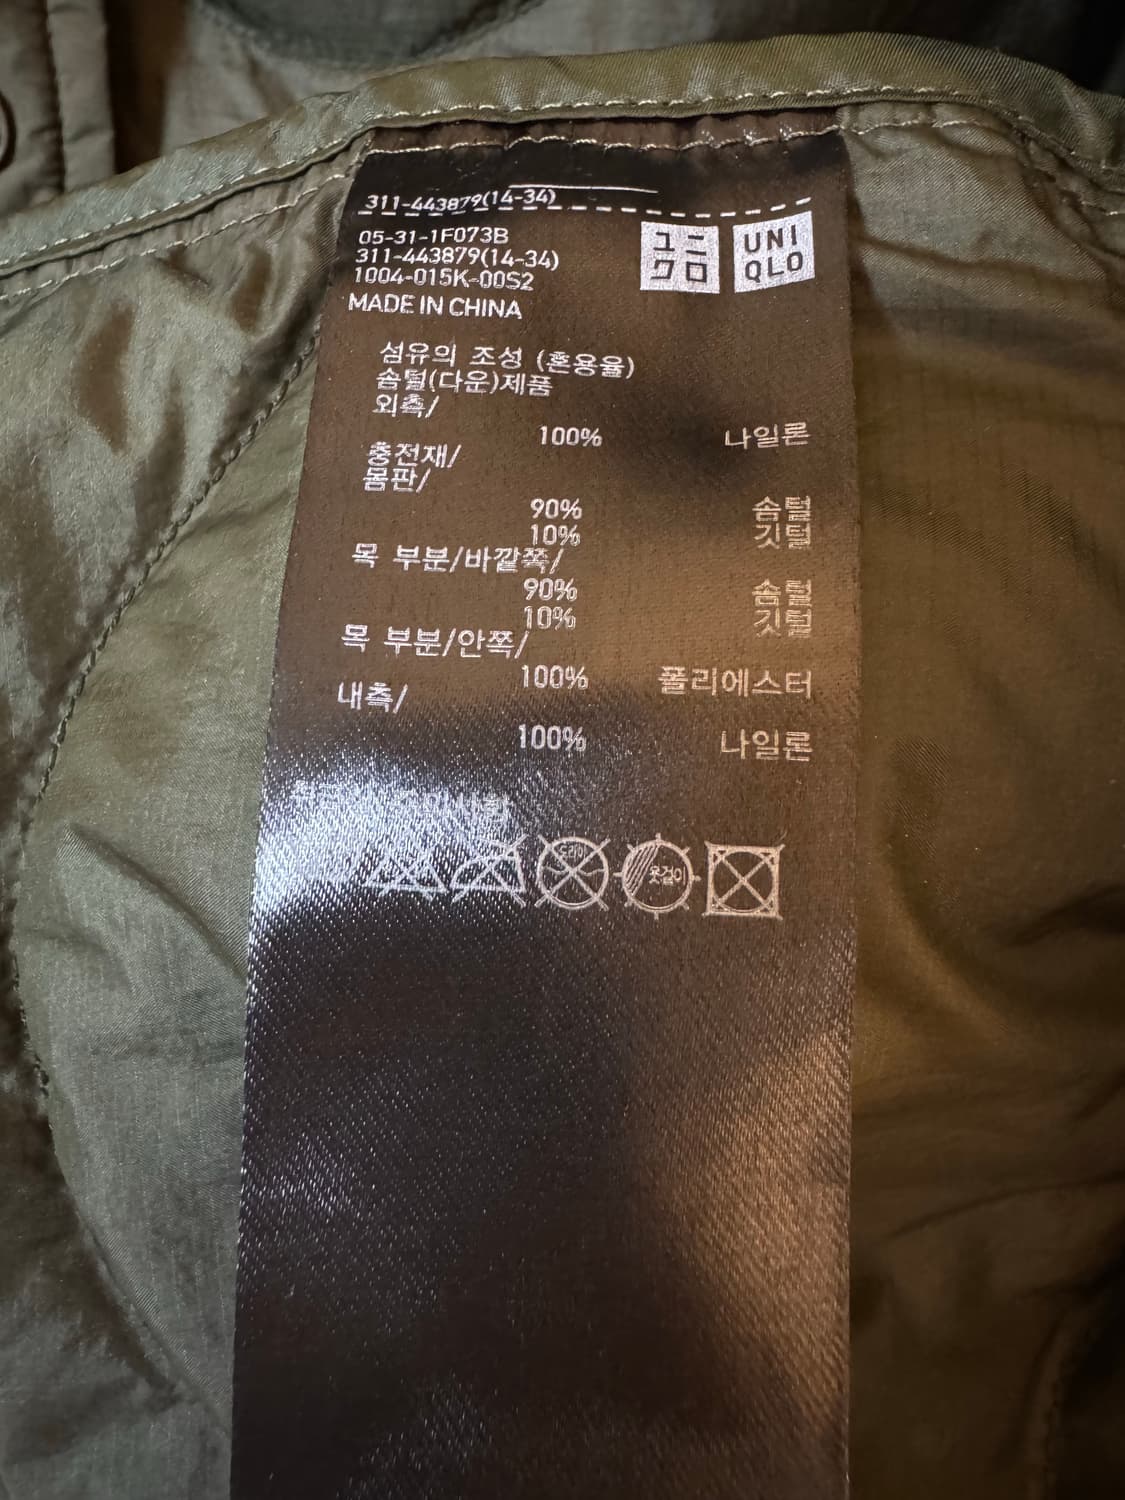 311-443879(14-34)
05-31-1F073B
311-443879(14-34)
1004-015K-00S2
MADE IN CHINA
ユニ
クロ
UNI
QLO
섬유의 조성 (혼용율)
솜털(다운)제품
외측/
100% 나일론
충전재/
몸판/
90% 솜털
10% 깃털
목 부분/바깥쪽/
90% 솜털
10% 깃털
목 부분/안쪽/
100% 폴리에스터
내측/
100% 나일론
옷걸이